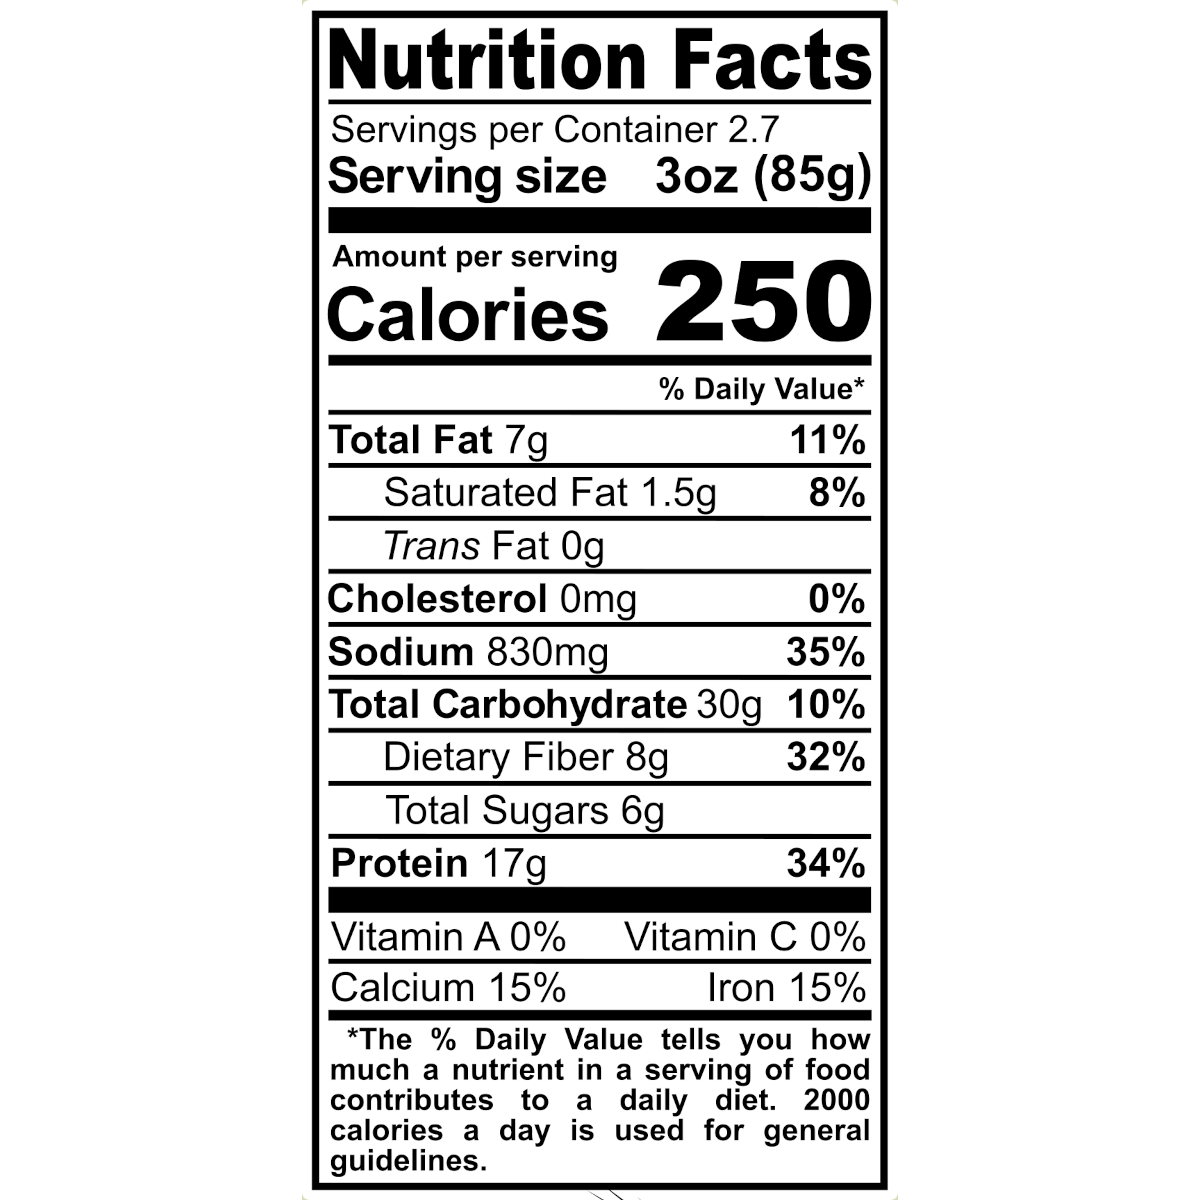 Nutrition Facts
Servings per Container 2.7
Serving size 3oz (85g)
Amount per serving
Calories 250
% Daily Value*
Total Fat 7g 11%
Saturated Fat 1.5g 8%
Trans Fat 0g
Cholesterol 0mg 0%
Sodium 830mg 35%
Total Carbohydrate 30g 10%
Dietary Fiber 8g 32%
Total Sugars 6g
Protein 17g 34%
Vitamin A 0% Vitamin C 0%
Calcium 15% Iron 15%
*The % Daily Value tells you how
much a nutrient in a serving of food
contributes to a daily diet. 2000
calories a day is used for general
guidelines.